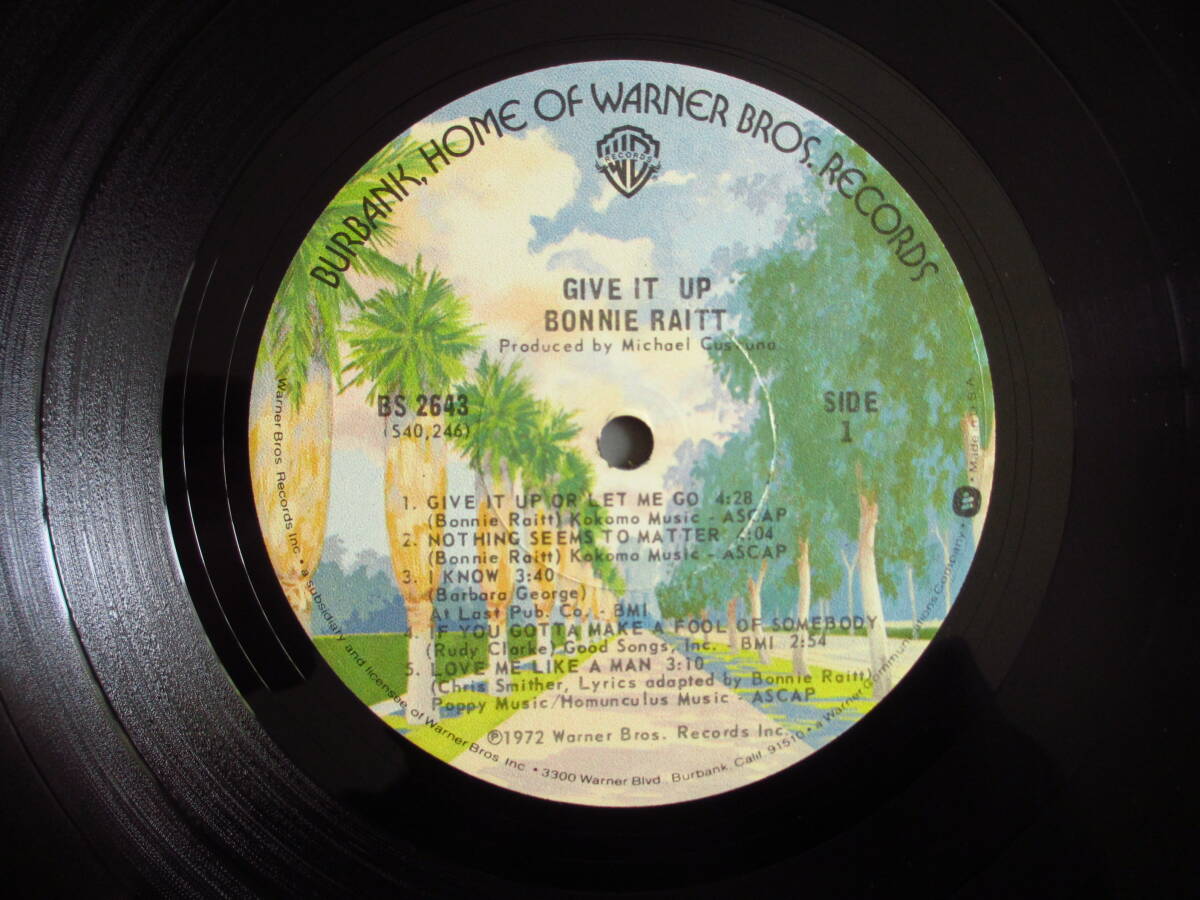 BURBANK, HOME OF WARNER BROS. RECORDS
WB RECORDS
GIVE IT UP
BONNIE RAITT
Produced by Michael Cuscuna
BS 2643
(S40,246)
SIDE
1
1. GIVE IT UP OR LET ME GO 4:28
(Bonnie Raitt) Kokomo Music - ASCAP
2. NOTHING SEEMS TO MATTER 4:04
(Bonnie Raitt) Kokomo Music - ASCAP
3. I KNOW 3:40
(Barbara George)
At Last Pub. Co. - BMI
4. IF YOU GOTTA MAKE A FOOL OF SOMEBODY
(Rudy Clarke) Good Songs, Inc. - BMI 2:54
5. LOVE ME LIKE A MAN 3:10
(Chris Smither, Lyrics adapted by Bonnie Raitt)
Poppy Music/Homunculus Music - ASCAP
℗1972 Warner Bros. Records Inc.
Warner Bros. Records Inc. • a subsidiary and licensee of Warner Bros. Inc. • 3300 Warner Blvd., Burbank, Calif. 91510 • a Warner Communications Company • Made in U.S.A.